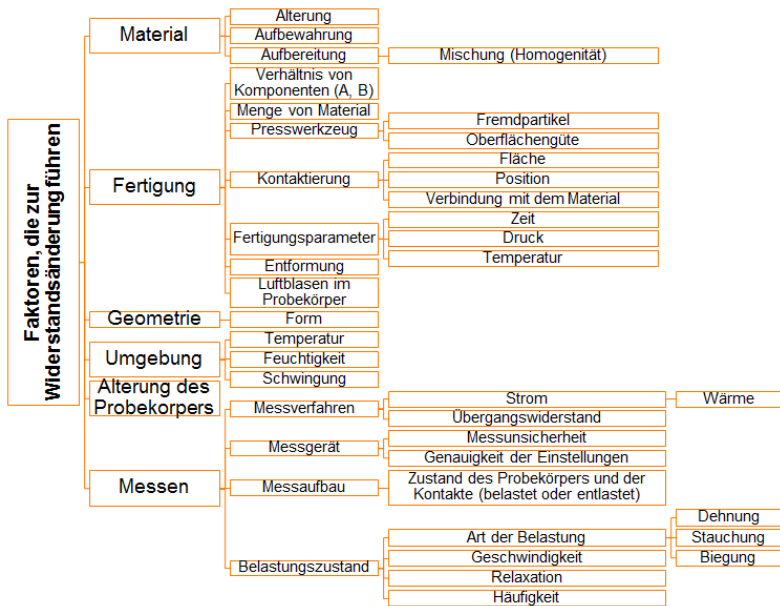 Faktoren, die zur
Widerstandsänderung führen
Material
Alterung
Aufbewahrung
Aufbereitung
Mischung (Homogenität)
Fertigung
Verhältnis von
Komponenten (A, B)
Menge von Material
Presswerkzeug
Fremdpartikel
Oberflächengüte
Kontaktierung
Fläche
Position
Verbindung mit dem Material
Fertigungsparameter
Zeit
Druck
Temperatur
Entformung
Luftblasen im
Probekörper
Geometrie
Form
Umgebung
Temperatur
Feuchtigkeit
Schwingung
Alterung des
Probekorpers
Messen
Messverfahren
Strom
Wärme
Übergangswiderstand
Messgerät
Messunsicherheit
Genauigkeit der Einstellungen
Messaufbau
Zustand des Probekörpers und der
Kontakte (belastet oder entlastet)
Belastungszustand
Art der Belastung
Dehnung
Stauchung
Biegung
Geschwindigkeit
Relaxation
Häufigkeit